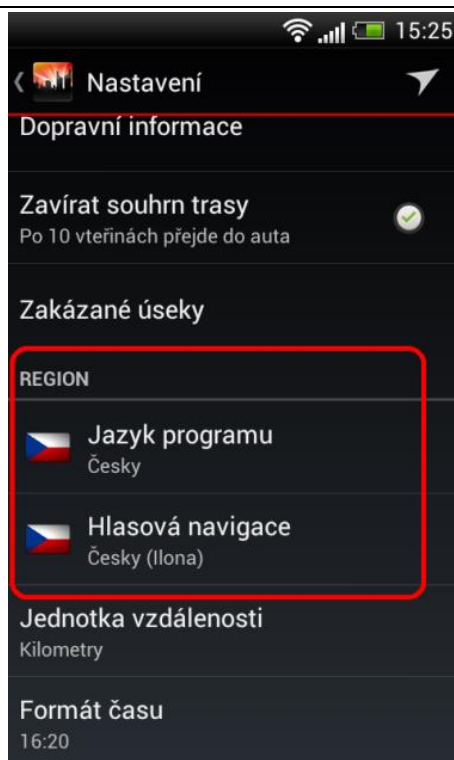 15:25
Nastavení
Dopravní informace
Zavírat souhrn trasy
Po 10 vteřinách přejde do auta
Zakázané úseky
REGION
Jazyk programu
Česky
Hlasová navigace
Česky (Ilona)
Jednotka vzdálenosti
Kilometry
Formát času
16:20